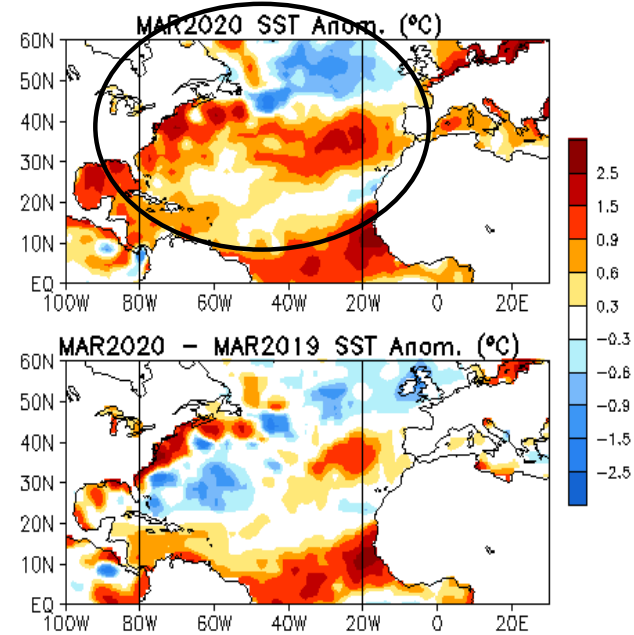 MAR2020 SST Anom. (ºC)
60N
50N
40N
30N
20N
10N
EQ
100W 80W 60W 40W 20W 0 20E
MAR2020 − MAR2019 SST Anom. (ºC)
60N
50N
40N
30N
20N
10N
EQ
100W 80W 60W 40W 20W 0 20E
2.5
1.5
0.9
0.6
0.3
−0.3
−0.6
−0.9
−1.5
−2.5